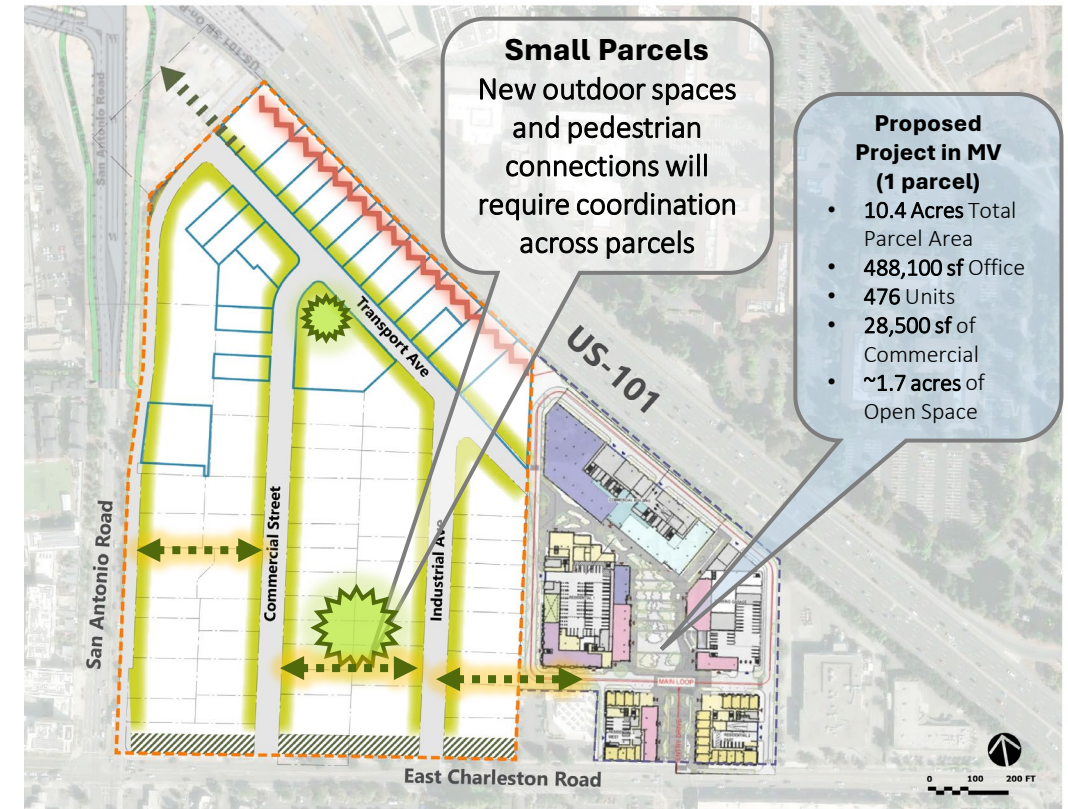 Small Parcels
New outdoor spaces
and pedestrian
connections will
require coordination
across parcels
Proposed
Project in MV
(1 parcel)
• 10.4 Acres Total
Parcel Area
• 488,100 sf Office
• 476 Units
• 28,500 sf of
Commercial
• ~1.7 acres of
Open Space
San Antonio Road
US-101
Transport Ave
Commercial Street
Industrial Ave
San Antonio Road
MAIN LOOP
East Charleston Road
0 100 200 FT